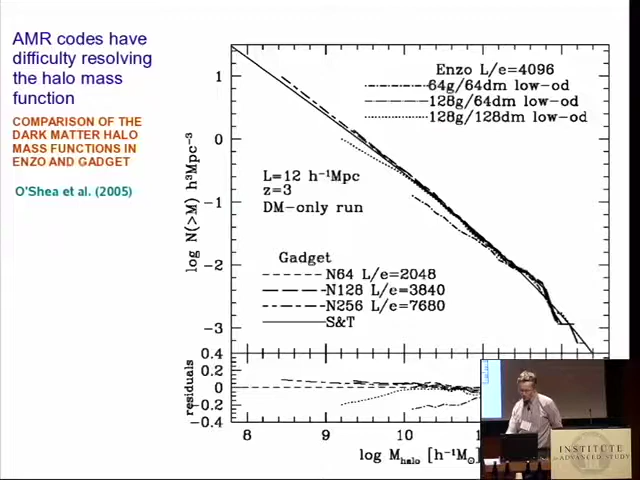 AMR codes have
difficulty resolving
the halo mass
function
COMPARISON OF THE
DARK MATTER HALO
MASS FUNCTIONS IN
ENZO AND GADGET
O'Shea et al. (2005)
Enzo L/e=4096
64g/64dm low-od
128g/64dm low-od
128g/128dm low-od
L=12 h⁻¹Mpc
z=3
DM-only run
Gadget
N64 L/e=2048
N128 L/e=3840
N256 L/e=7680
S&T
log N(>M) h³Mpc⁻³
1
0
-1
-2
-3
residuals
0.4
0.2
0
-0.2
-0.4
8
9
10
log M_halo [h⁻¹M⊙
INSTITUTE
ADVANCED STUDY